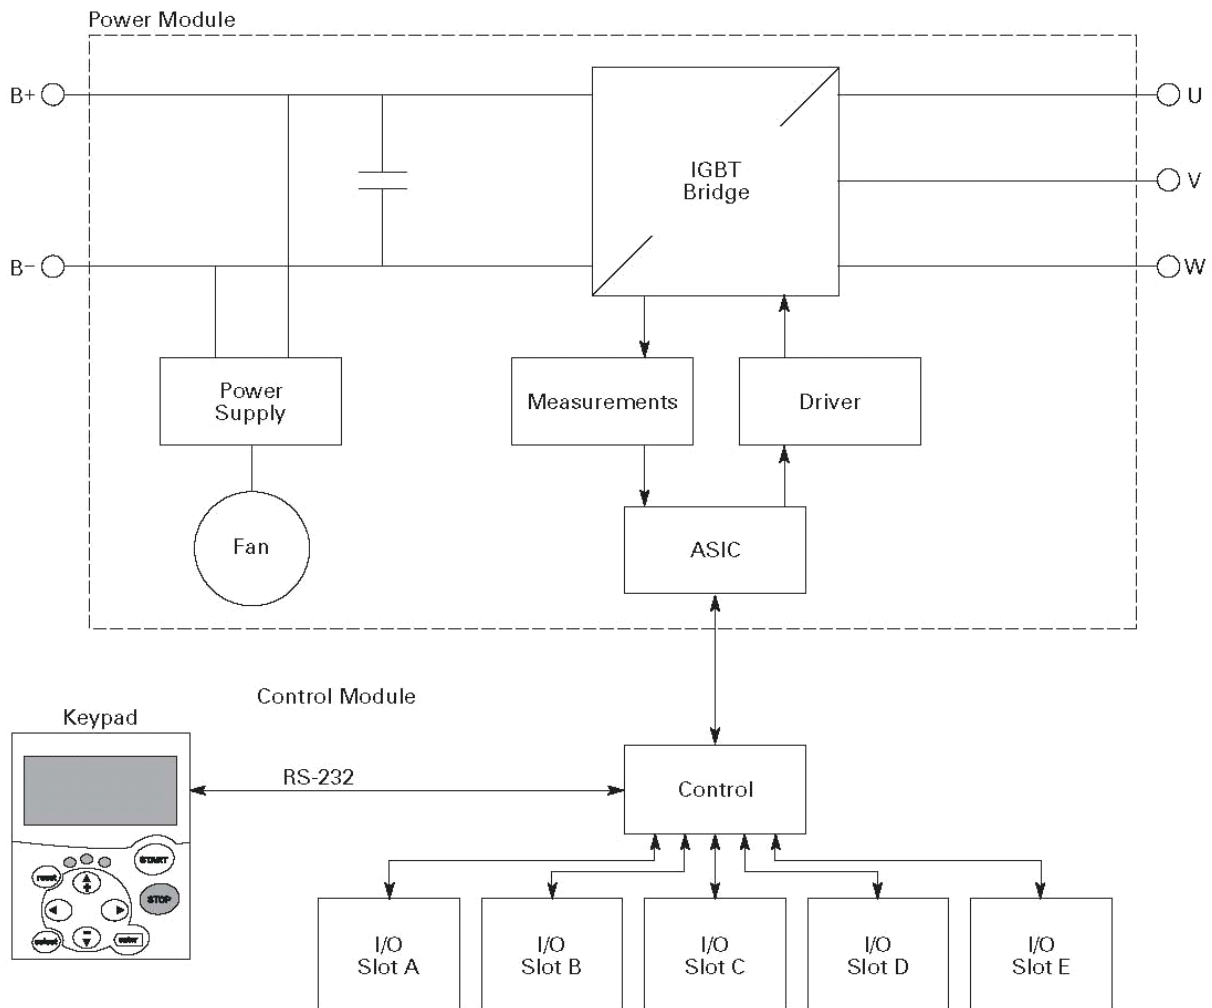 Power Module
B+
U
IGBT
Bridge
V
B−
W
Power
Supply
Measurements
Driver
Fan
ASIC
Control Module
Keypad
RS-232
Control
START
reset
STOP
select
enter
I/O
Slot A
I/O
Slot B
I/O
Slot C
I/O
Slot D
I/O
Slot E